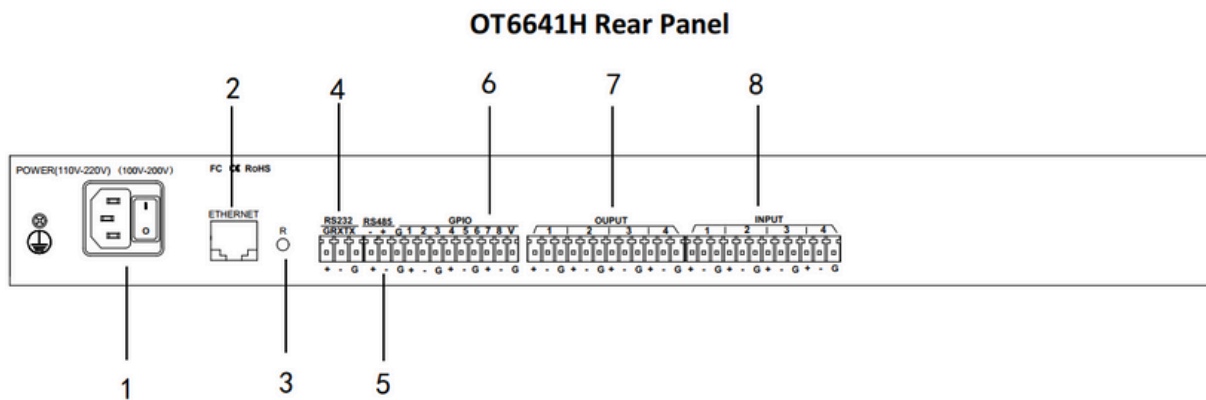 OT6641H Rear Panel
2 4 6 7 8
POWER(110V-220V) (100V-200V) FC CE RoHS
ETHERNET
R
RS232 RS485 GPIO OUPUT INPUT
GRXTX - + G 1 2 3 4 5 6 7 8 V 1 2 3 4 1 2 3 4
I
O
+ - G + - G + - G + - G + - G + - G + - G + - G + - G + - G + - G + - G + - G
1 3 5